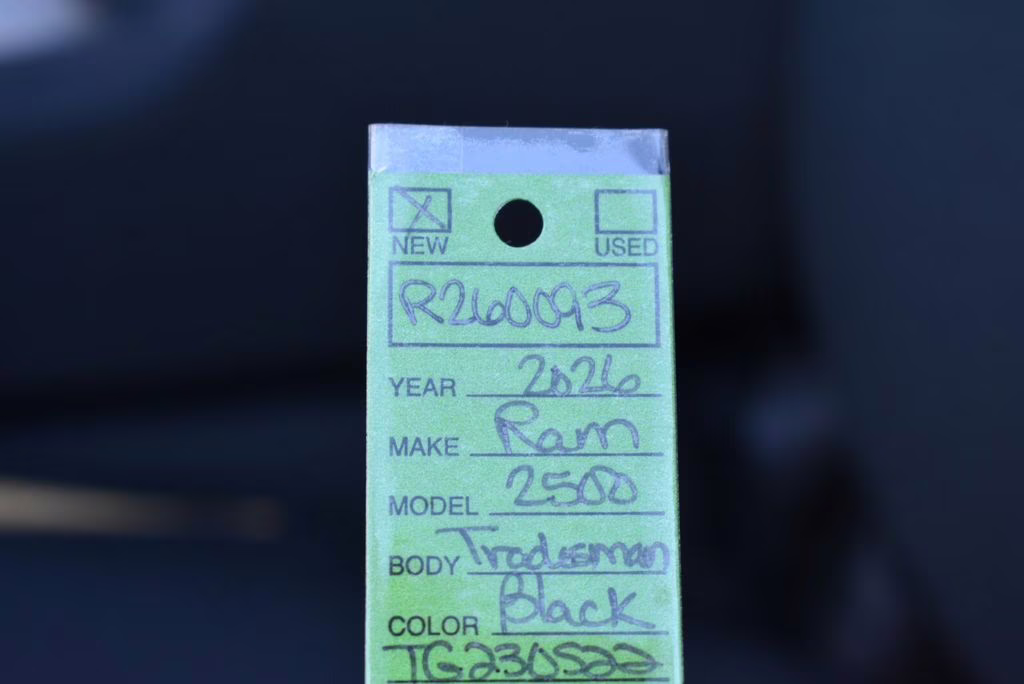 X
NEW USED
R260093
YEAR 2026
MAKE Ram
MODEL 2500
BODY Tradesman
COLOR Black
TG230522